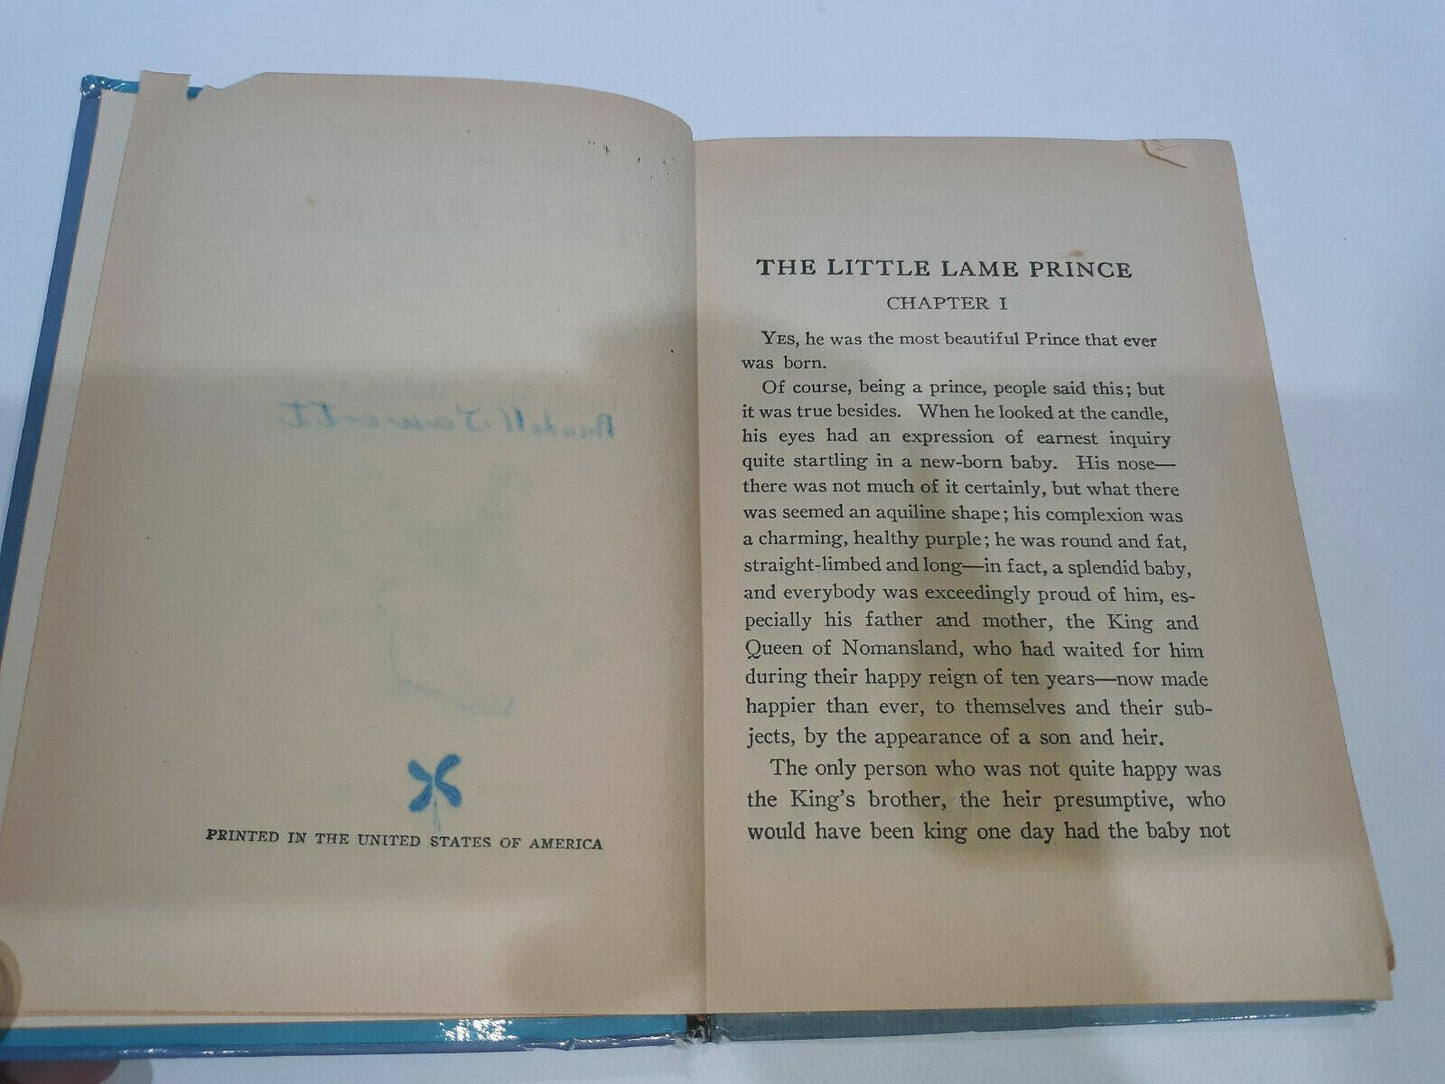 PRINTED IN THE UNITED STATES OF AMERICA
THE LITTLE LAME PRINCE
CHAPTER I
YES, he was the most beautiful Prince that ever
was born.
Of course, being a prince, people said this; but
it was true besides. When he looked at the candle,
his eyes had an expression of earnest inquiry
quite startling in a new-born baby. His nose—
there was not much of it certainly, but what there
was seemed an aquiline shape; his complexion was
a charming, healthy purple; he was round and fat,
straight-limbed and long—in fact, a splendid baby,
and everybody was exceedingly proud of him, es-
pecially his father and mother, the King and
Queen of Nomansland, who had waited for him
during their happy reign of ten years—now made
happier than ever, to themselves and their sub-
jects, by the appearance of a son and heir.
The only person who was not quite happy was
the King's brother, the heir presumptive, who
would have been king one day had the baby not